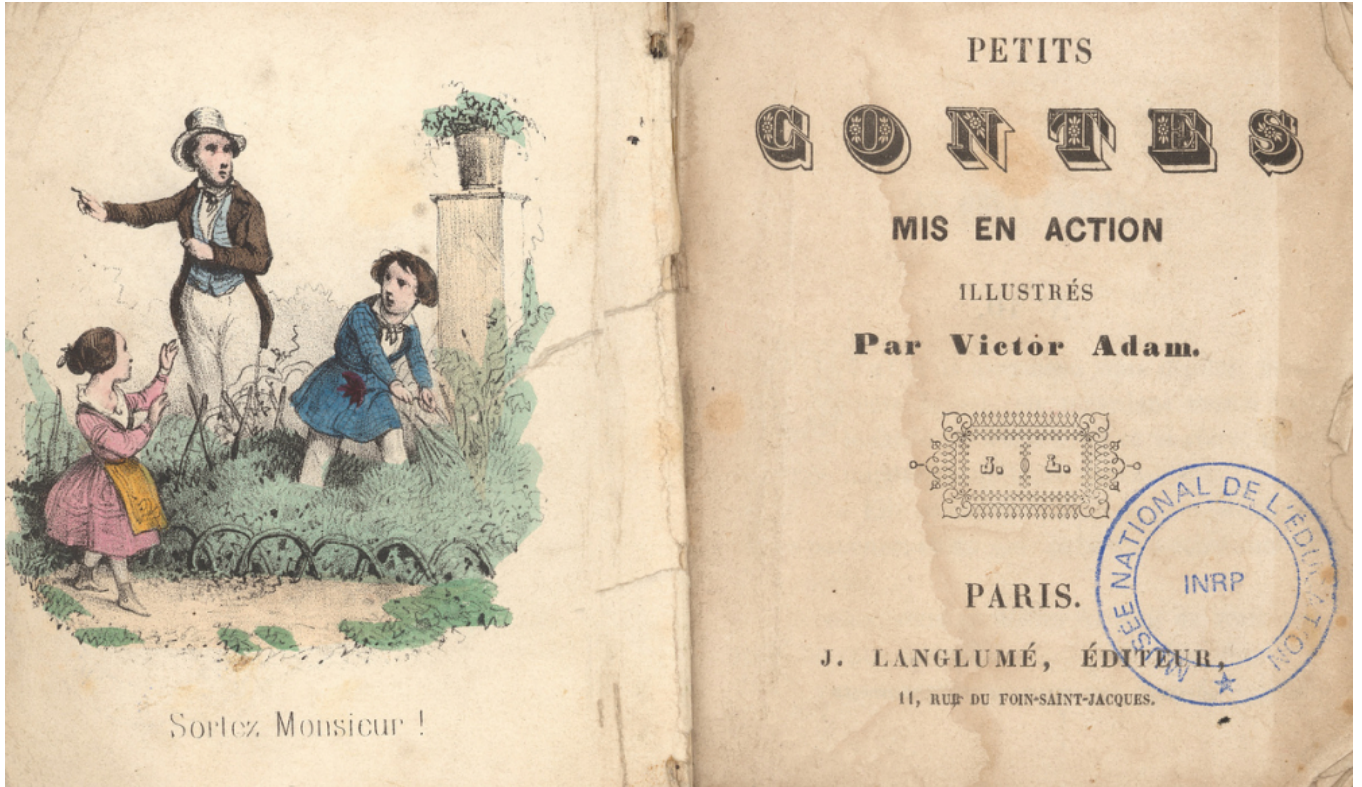 Sortez Monsieur !
PETITS
CONTES
MIS EN ACTION
ILLUSTRÉS
Par Victor Adam.
J. L.
PARIS.
J. LANGLUMÉ, ÉDITEUR,
11, RUE DU FOIN-SAINT-JACQUES.
MUSÉE NATIONAL DE L'ÉDUCATION
INRP